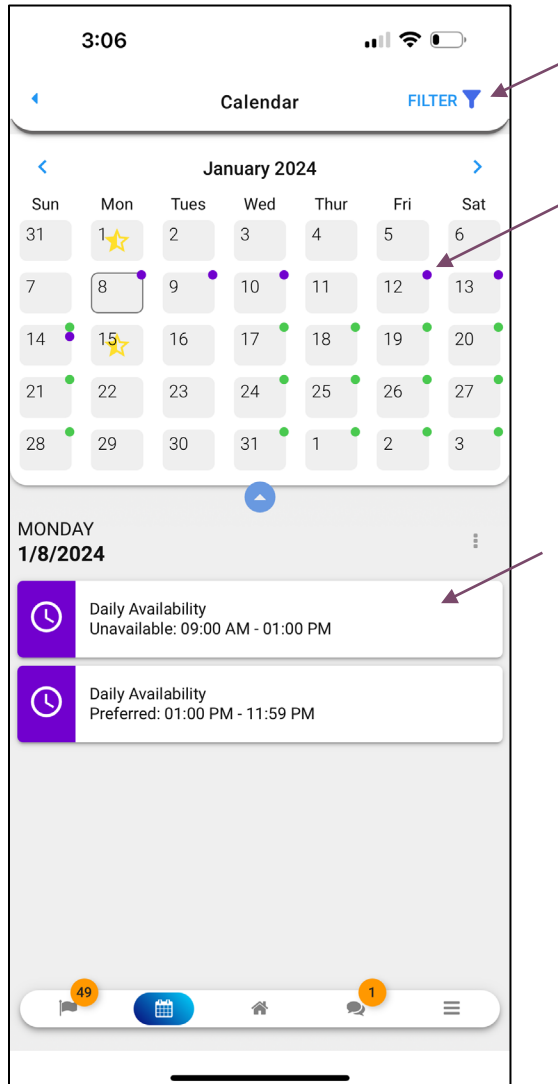 3:06
Calendar
FILTER
January 2024
Sun Mon Tues Wed Thur Fri Sat
31 1 2 3 4 5 6
7 8 9 10 11 12 13
14 15 16 17 18 19 20
21 22 23 24 25 26 27
28 29 30 31 1 2 3
MONDAY
1/8/2024
Daily Availability
Unavailable: 09:00 AM - 01:00 PM
Daily Availability
Preferred: 01:00 PM - 11:59 PM
49 1